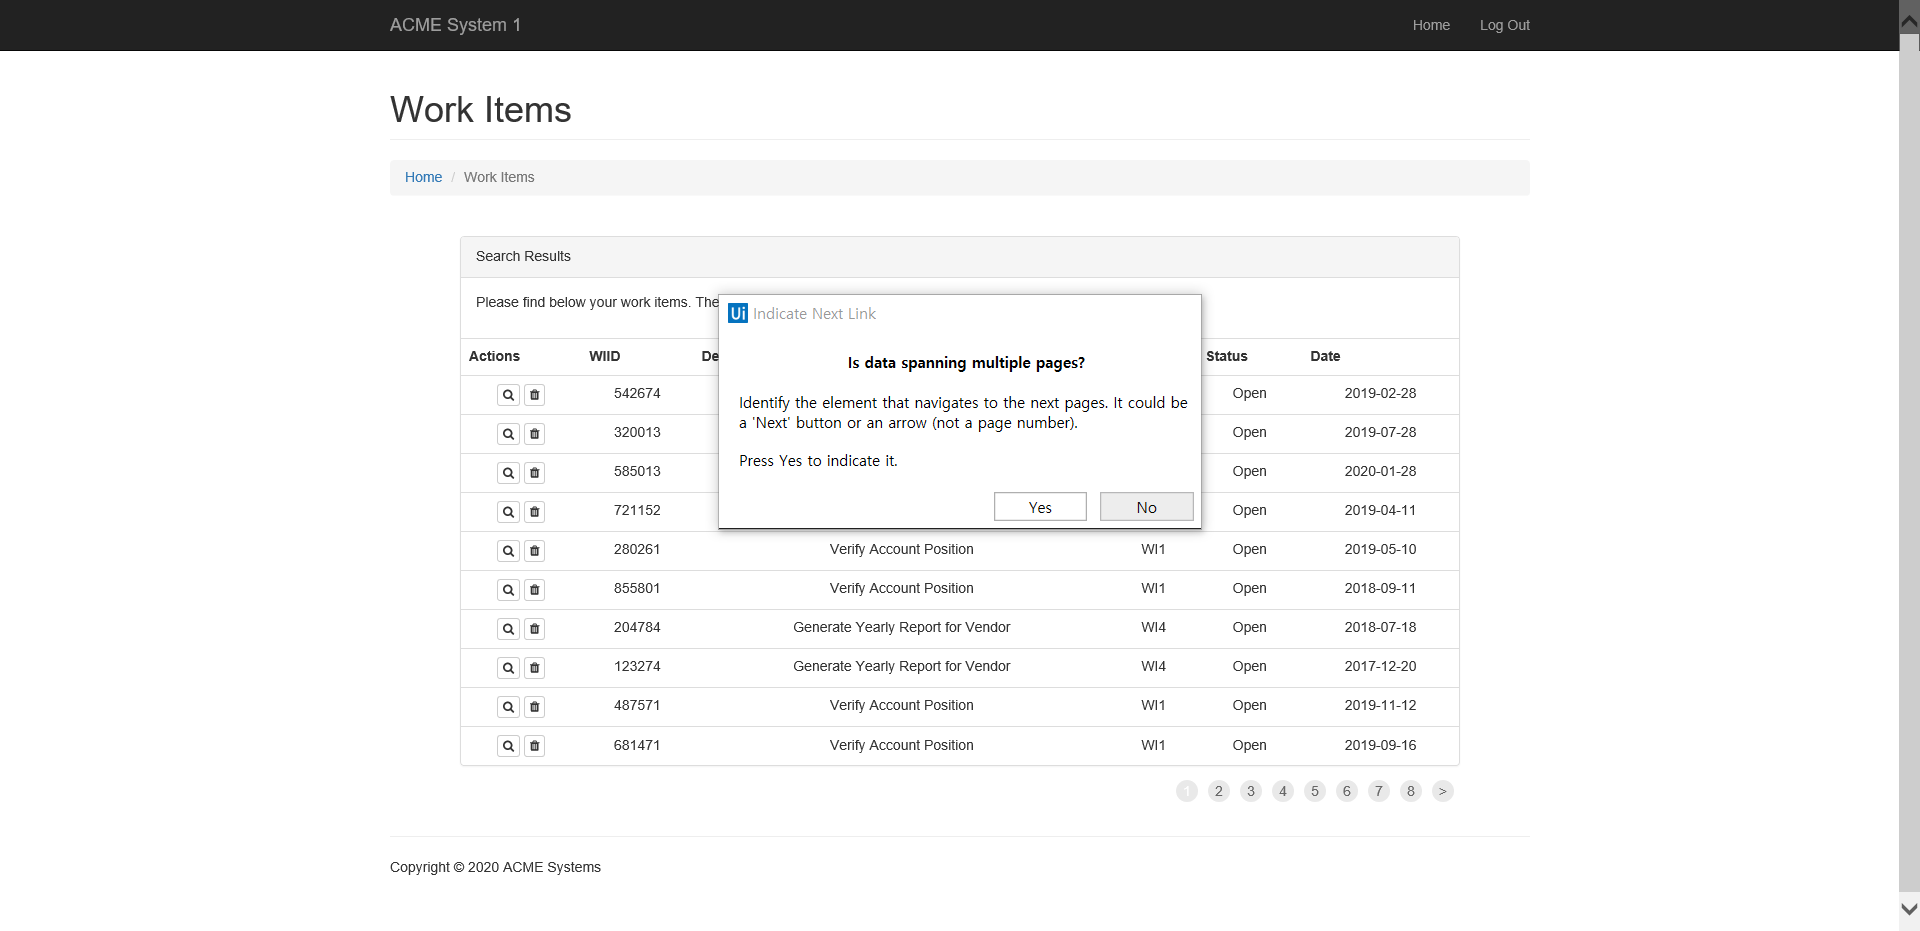 ACME System 1 Home Log Out
Work Items
Home / Work Items
Search Results
Please find below your work items. The
Ui Indicate Next Link
Is data spanning multiple pages?
Identify the element that navigates to the next pages. It could be
a 'Next' button or an arrow (not a page number).
Press Yes to indicate it.
Yes No
Actions WIID De Status Date
542674 Open 2019-02-28
320013 Open 2019-07-28
585013 Open 2020-01-28
721152 Open 2019-04-11
280261 Verify Account Position WI1 Open 2019-05-10
855801 Verify Account Position WI1 Open 2018-09-11
204784 Generate Yearly Report for Vendor WI4 Open 2018-07-18
123274 Generate Yearly Report for Vendor WI4 Open 2017-12-20
487571 Verify Account Position WI1 Open 2019-11-12
681471 Verify Account Position WI1 Open 2019-09-16
1 2 3 4 5 6 7 8 >
Copyright © 2020 ACME Systems